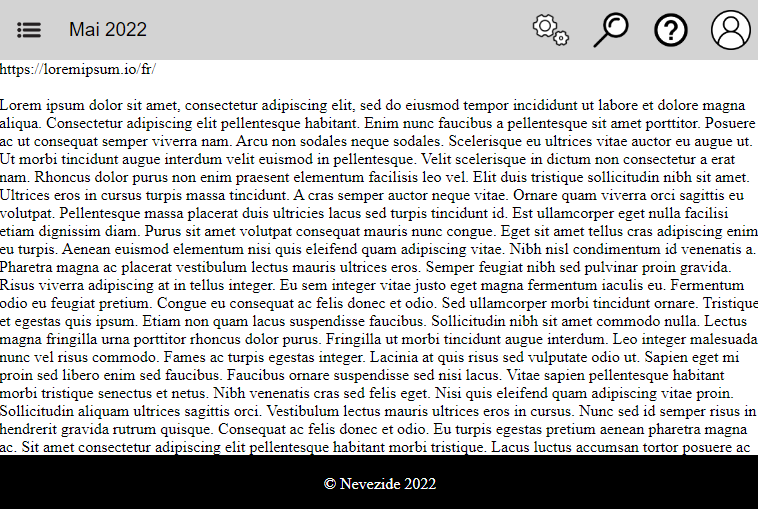 Mai 2022
https://loremipsum.io/fr/
Lorem ipsum dolor sit amet, consectetur adipiscing elit, sed do eiusmod tempor incididunt ut labore et dolore magna
aliqua. Consectetur adipiscing elit pellentesque habitant. Enim nunc faucibus a pellentesque sit amet porttitor. Posuere
ac ut consequat semper viverra nam. Arcu non sodales neque sodales. Scelerisque eu ultrices vitae auctor eu augue ut.
Ut morbi tincidunt augue interdum velit euismod in pellentesque. Velit scelerisque in dictum non consectetur a erat
nam. Rhoncus dolor purus non enim praesent elementum facilisis leo vel. Elit duis tristique sollicitudin nibh sit amet.
Ultrices eros in cursus turpis massa tincidunt. A cras semper auctor neque vitae. Ornare quam viverra orci sagittis eu
volutpat. Pellentesque massa placerat duis ultricies lacus sed turpis tincidunt id. Est ullamcorper eget nulla facilisi
etiam dignissim diam. Purus sit amet volutpat consequat mauris nunc congue. Eget sit amet tellus cras adipiscing enim
eu turpis. Aenean euismod elementum nisi quis eleifend quam adipiscing vitae. Nibh nisl condimentum id venenatis a.
Pharetra magna ac placerat vestibulum lectus mauris ultrices eros. Semper feugiat nibh sed pulvinar proin gravida.
Risus viverra adipiscing at in tellus integer. Eu sem integer vitae justo eget magna fermentum iaculis eu. Fermentum
odio eu feugiat pretium. Congue eu consequat ac felis donec et odio. Sed ullamcorper morbi tincidunt ornare. Tristique
et egestas quis ipsum. Etiam non quam lacus suspendisse faucibus. Sollicitudin nibh sit amet commodo nulla. Lectus
magna fringilla urna porttitor rhoncus dolor purus. Fringilla ut morbi tincidunt augue interdum. Leo integer malesuada
nunc vel risus commodo. Fames ac turpis egestas integer. Lacinia at quis risus sed vulputate odio ut. Sapien eget mi
proin sed libero enim sed faucibus. Faucibus ornare suspendisse sed nisi lacus. Vitae sapien pellentesque habitant
morbi tristique senectus et netus. Nibh venenatis cras sed felis eget. Nisi quis eleifend quam adipiscing vitae proin.
Sollicitudin aliquam ultrices sagittis orci. Vestibulum lectus mauris ultrices eros in cursus. Nunc sed id semper risus in
hendrerit gravida rutrum quisque. Consequat ac felis donec et odio. Eu turpis egestas pretium aenean pharetra magna
ac. Sit amet consectetur adipiscing elit pellentesque habitant morbi tristique. Lacus luctus accumsan tortor posuere ac
© Nevezide 2022